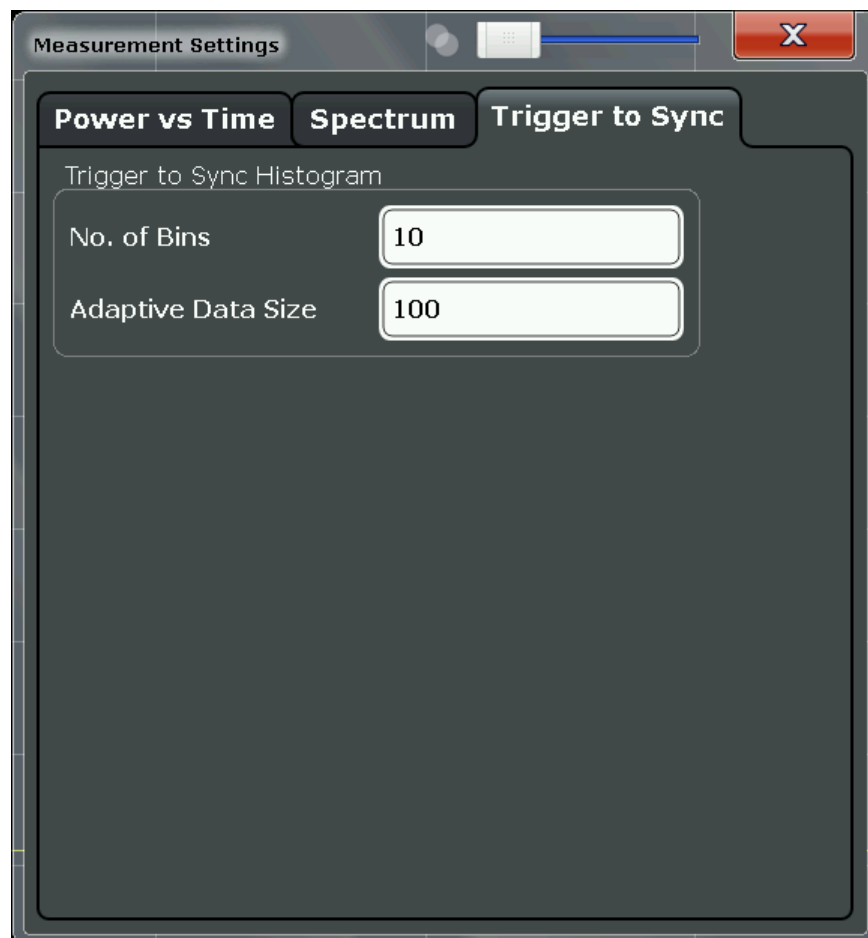 Measurement Settings
X
Power vs Time Spectrum Trigger to Sync
Trigger to Sync Histogram
No. of Bins 10
Adaptive Data Size 100